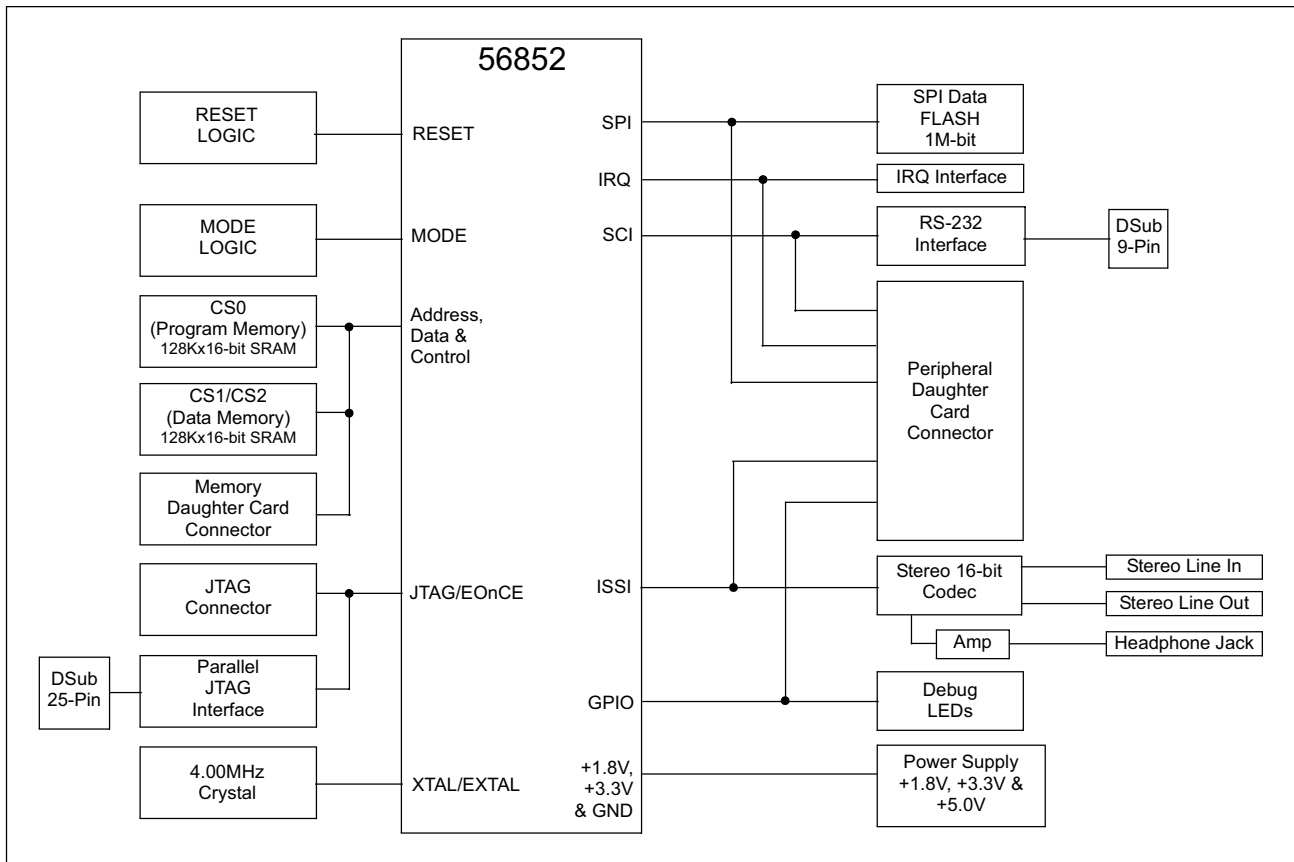 56852
RESET
LOGIC
RESET
MODE
LOGIC
MODE
CS0
(Program Memory)
128Kx16-bit SRAM
Address,
Data &
Control
CS1/CS2
(Data Memory)
128Kx16-bit SRAM
Memory
Daughter Card
Connector
JTAG
Connector
JTAG/EOnCE
DSub
25-Pin
Parallel
JTAG
Interface
4.00MHz
Crystal
XTAL/EXTAL
SPI
SPI Data
FLASH
1M-bit
IRQ
IRQ Interface
SCI
RS-232
Interface
DSub
9-Pin
Peripheral
Daughter
Card
Connector
ISSI
Stereo 16-bit
Codec
Stereo Line In
Stereo Line Out
Amp
Headphone Jack
GPIO
Debug
LEDs
+1.8V,
+3.3V
& GND
Power Supply
+1.8V, +3.3V &
+5.0V